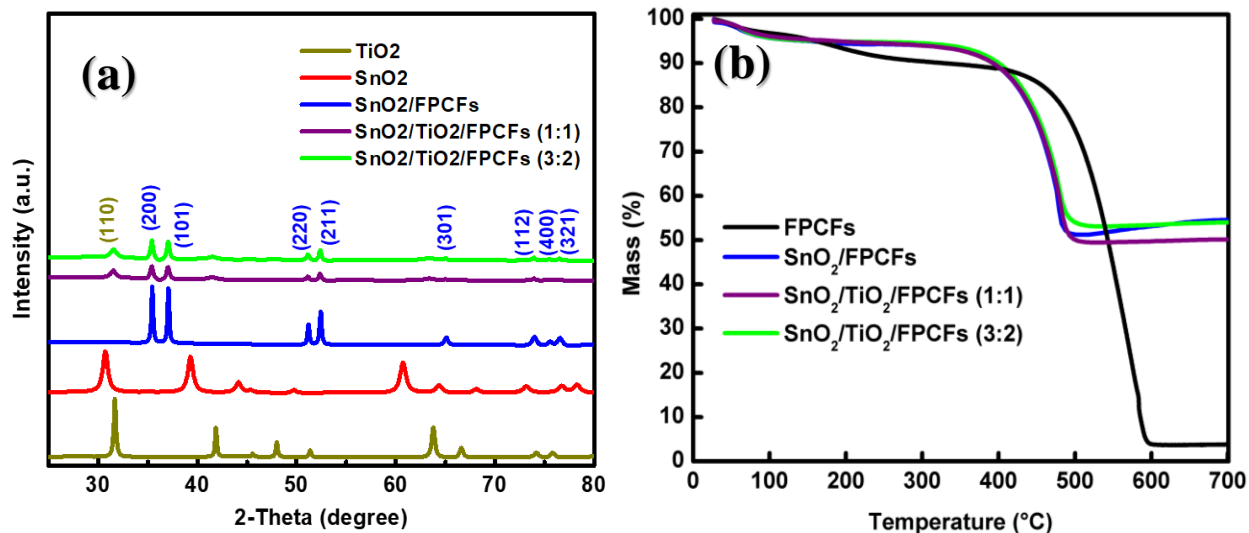 (a)
TiO2
SnO2
SnO2/FPCFs
SnO2/TiO2/FPCFs (1:1)
SnO2/TiO2/FPCFs (3:2)
(110)
(200)
(101)
(220)
(211)
(301)
(112)
(400)
(321)
Intensity (a.u.)
30 40 50 60 70 80
2-Theta (degree)
(b)
100
90
80
70
60
50
40
30
20
10
0
Mass (%)
FPCFs
SnO₂/FPCFs
SnO₂/TiO₂/FPCFs (1:1)
SnO₂/TiO₂/FPCFs (3:2)
0 100 200 300 400 500 600 700
Temperature (°C)